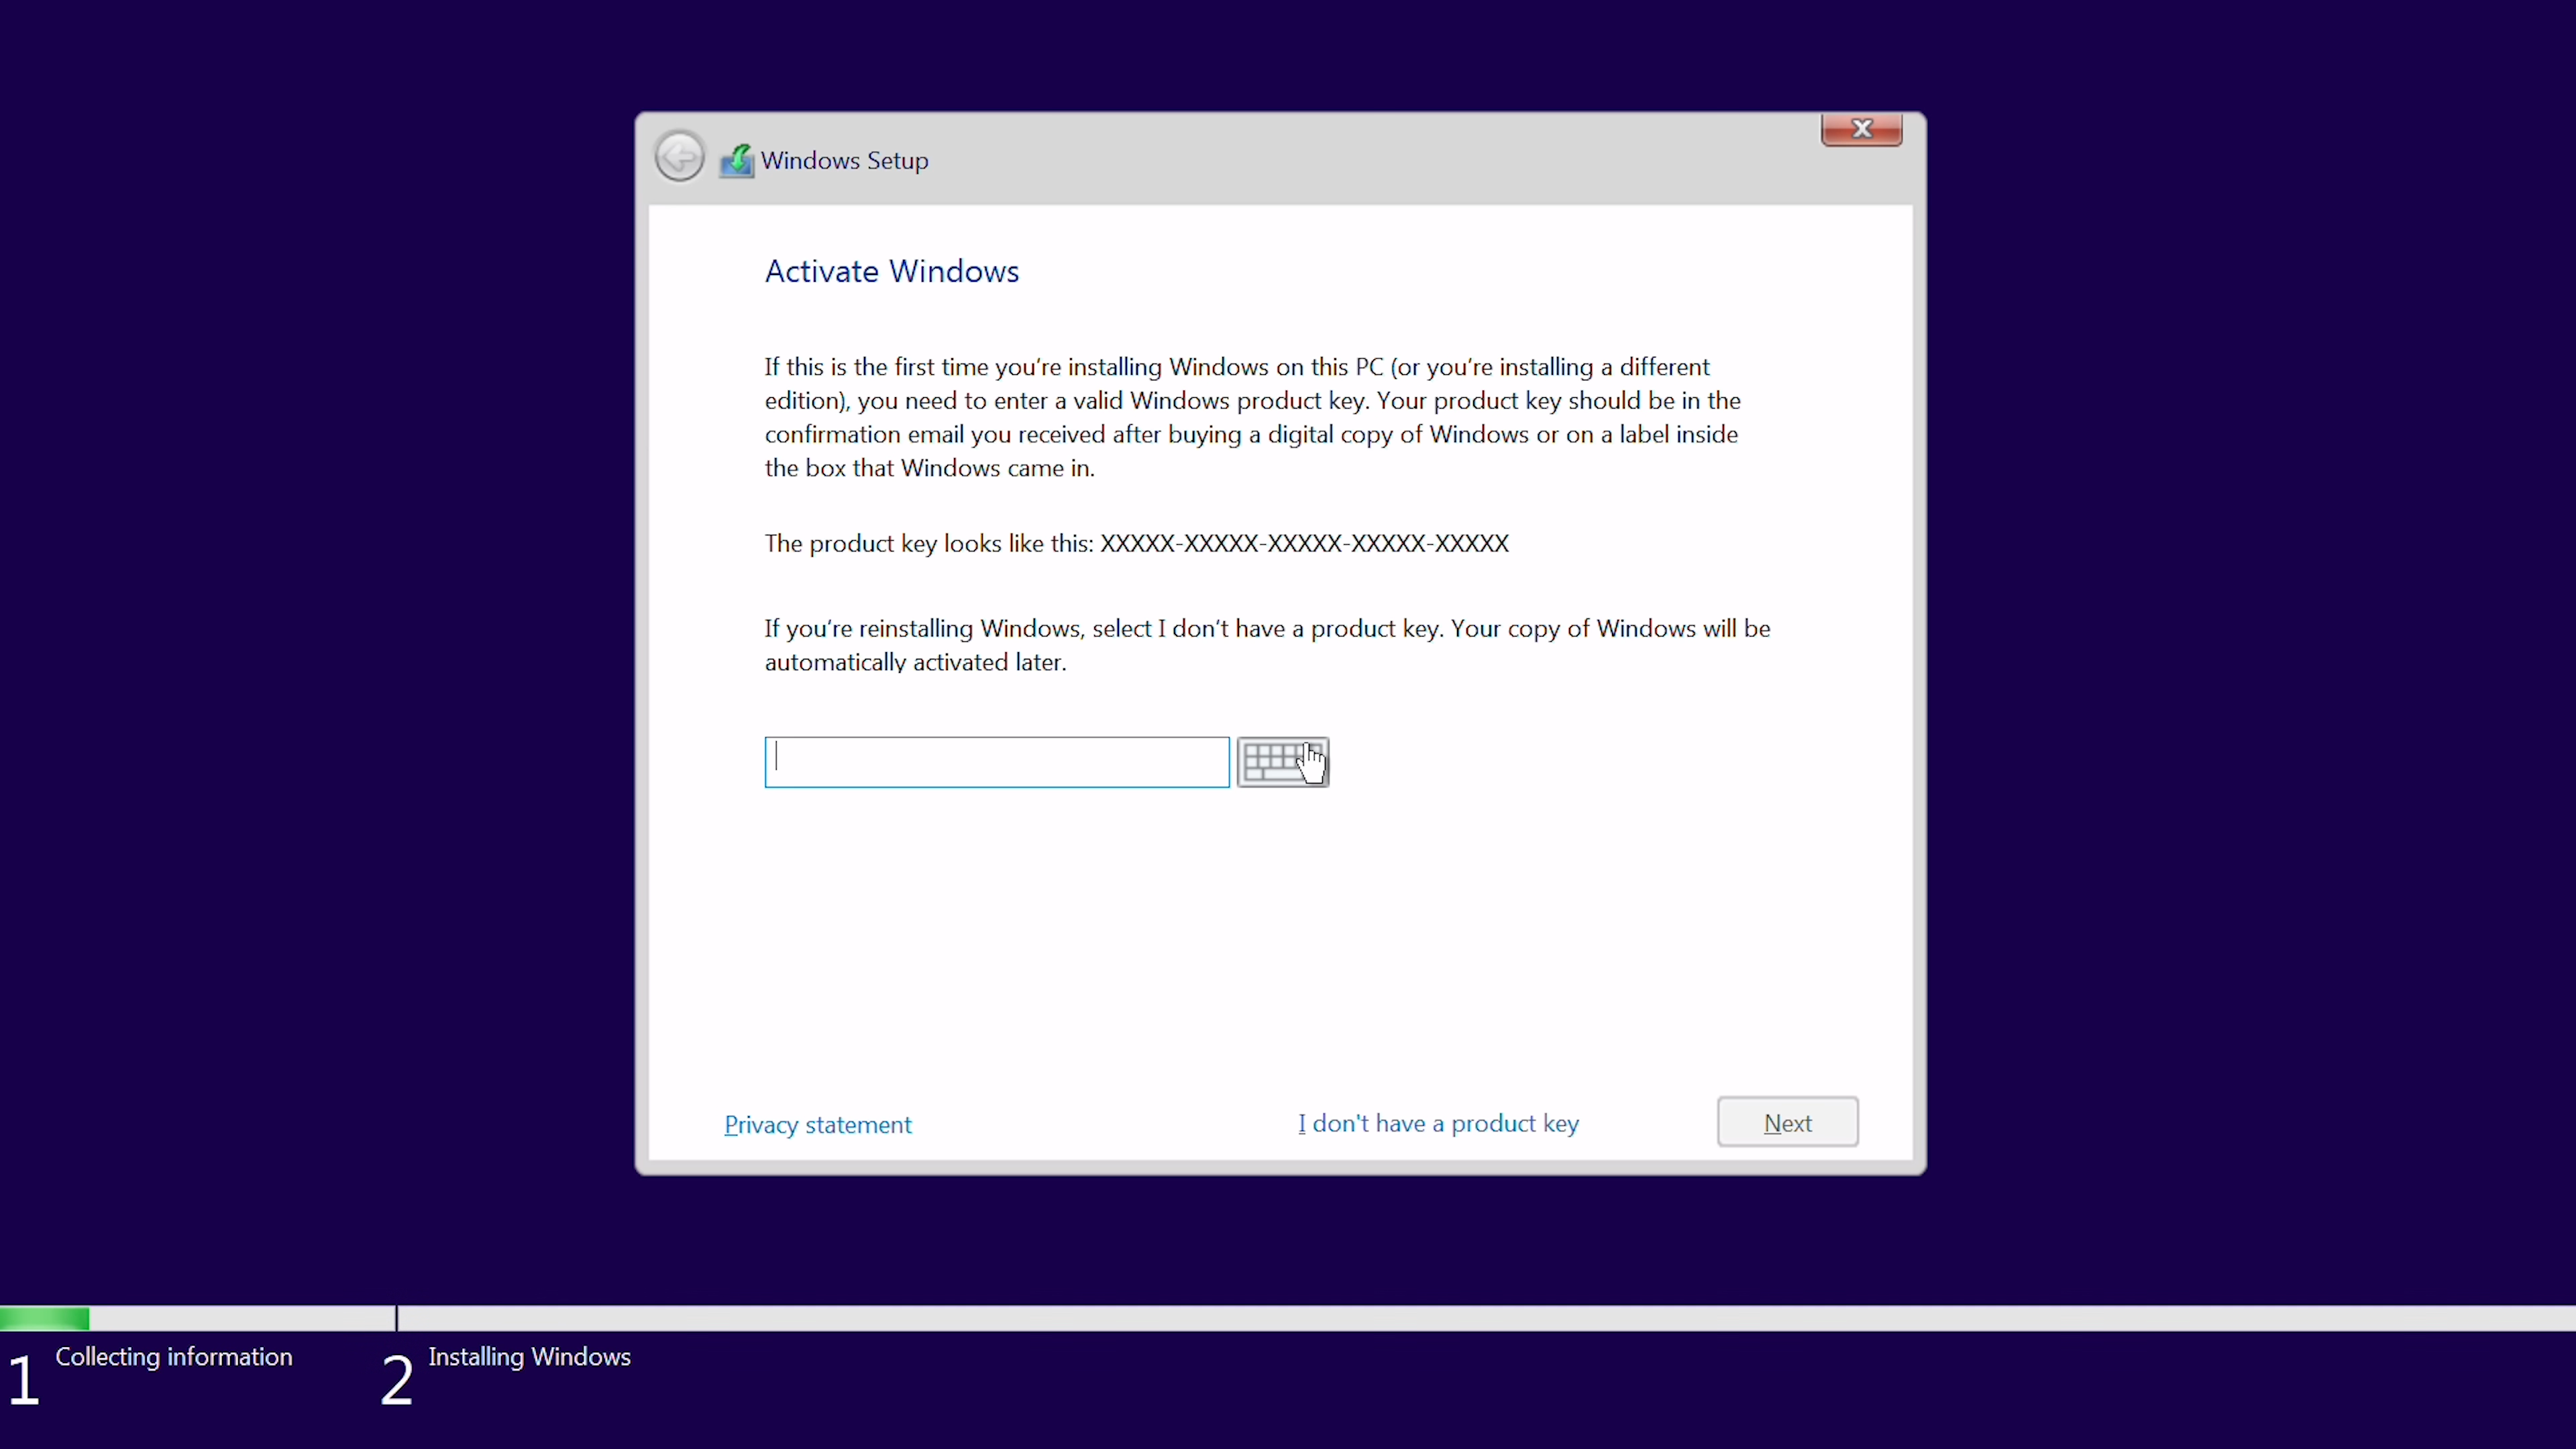 Windows Setup
Activate Windows
If this is the first time you're installing Windows on this PC (or you're installing a different
edition), you need to enter a valid Windows product key. Your product key should be in the
confirmation email you received after buying a digital copy of Windows or on a label inside
the box that Windows came in.
The product key looks like this: XXXXX-XXXXX-XXXXX-XXXXX-XXXXX
If you're reinstalling Windows, select I don't have a product key. Your copy of Windows will be
automatically activated later.
Privacy statement
I don't have a product key
Next
1 Collecting information
2 Installing Windows